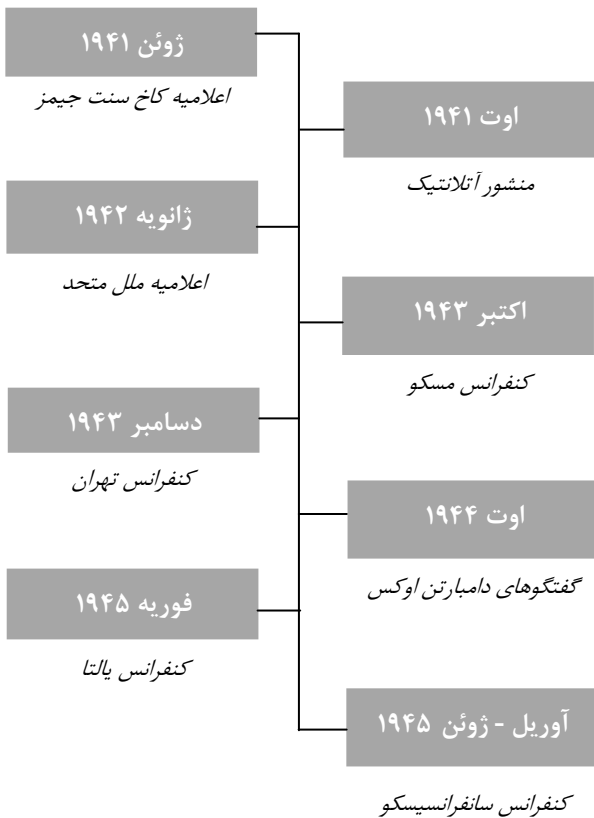 ژوئن ۱۹۴۱
اعلامیه کاخ سنت جیمز
اوت ۱۹۴۱
منشور آتلانتیک
ژانویه ۱۹۴۲
اعلامیه ملل متحد
اکتبر ۱۹۴۳
کنفرانس مسکو
دسامبر ۱۹۴۳
کنفرانس تهران
اوت ۱۹۴۴
گفتگوهای دامبارتن اوکس
فوریه ۱۹۴۵
کنفرانس یالتا
آوریل - ژوئن ۱۹۴۵
کنفرانس سانفرانسیسکو